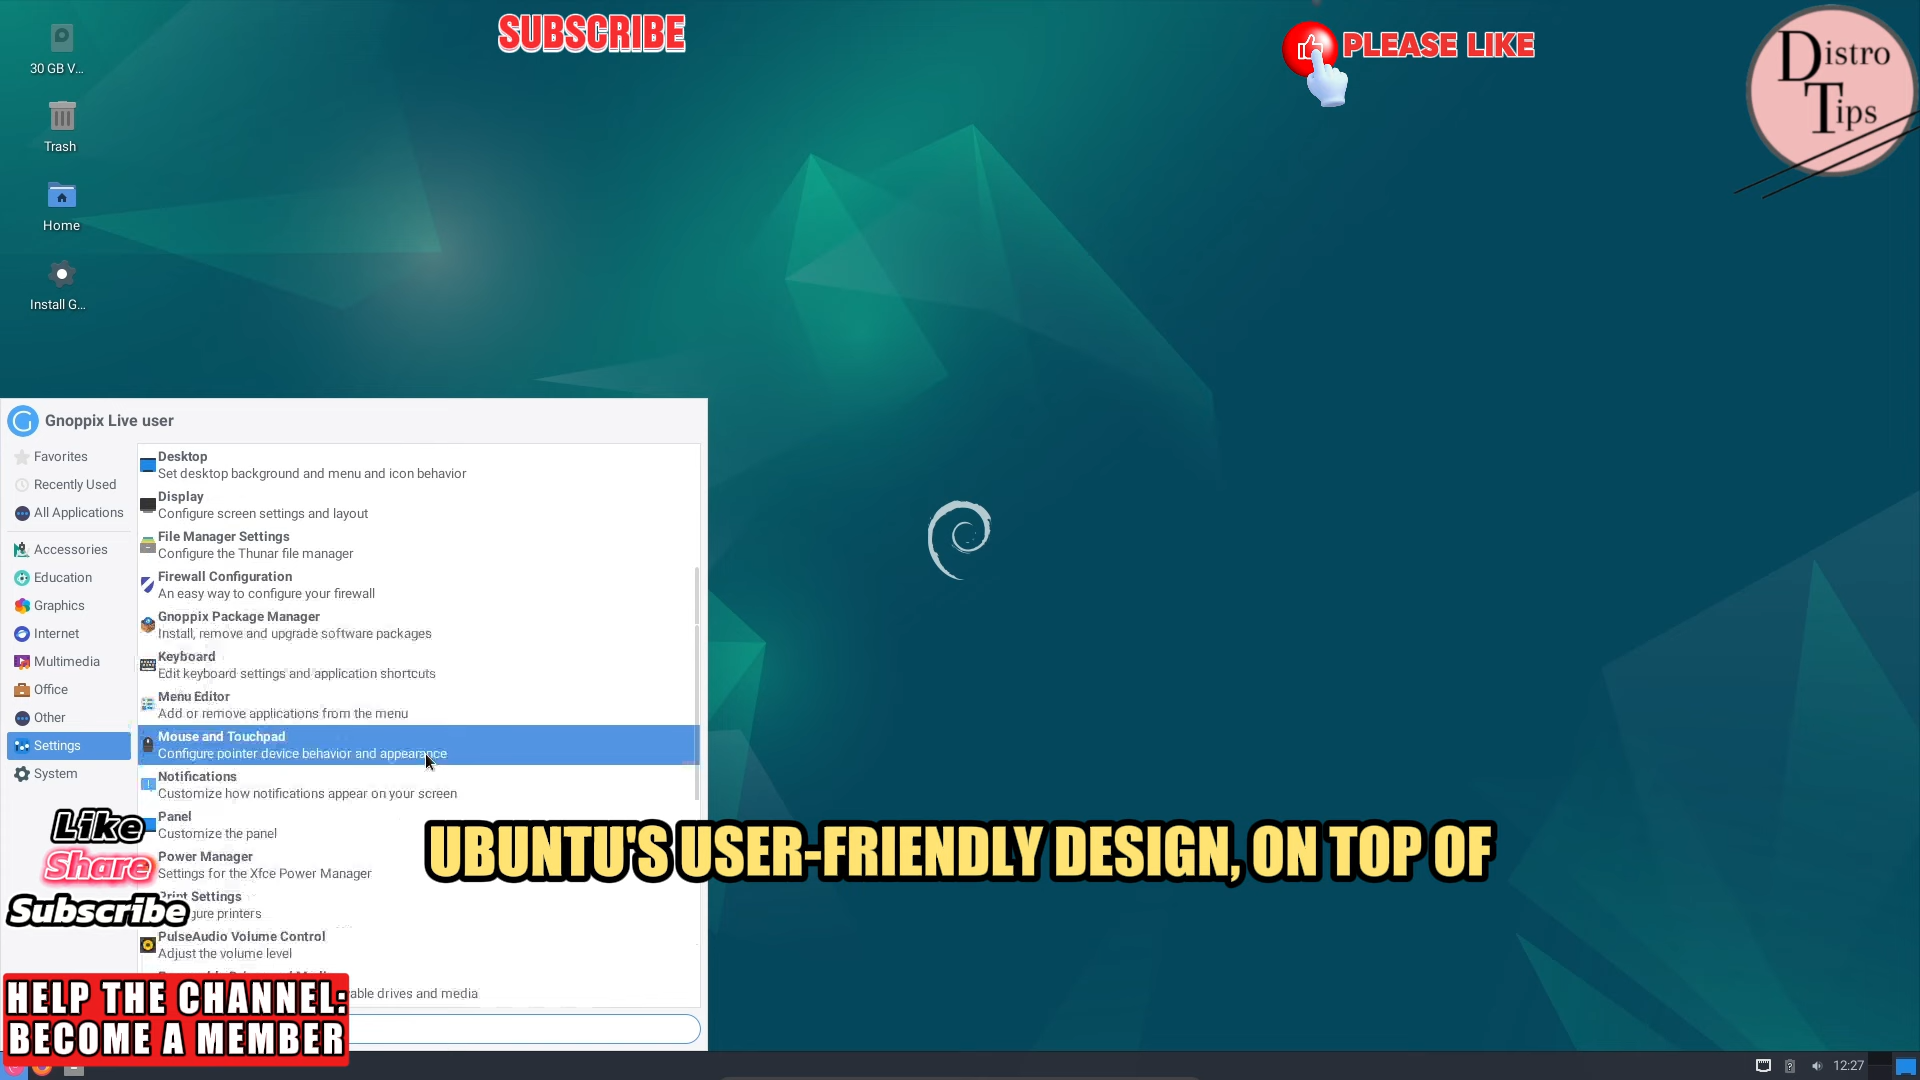 SUBSCRIBE
PLEASE LIKE
Distro
Tips
30 GB V...
Trash
Home
Install G...
Gnoppix Live user
Favorites
Recently Used
All Applications
Accessories
Education
Graphics
Internet
Multimedia
Office
Other
Settings
System
Desktop
Set desktop background and menu and icon behavior
Display
Configure screen settings and layout
File Manager Settings
Configure the Thunar file manager
Firewall Configuration
An easy way to configure your firewall
Gnoppix Package Manager
Install, remove and upgrade software packages
Keyboard
Edit keyboard settings and application shortcuts
Menu Editor
Add or remove applications from the menu
Mouse and Touchpad
Configure pointer device behavior and appearance
Notifications
Customize how notifications appear on your screen
Panel
Customize the panel
Power Manager
Settings for the Xfce Power Manager
Print Settings
gure printers
PulseAudio Volume Control
Adjust the volume level
able drives and media
Like
Share
Subscribe
UBUNTU'S USER-FRIENDLY DESIGN, ON TOP OF
HELP THE CHANNEL:
BECOME A MEMBER
12:27